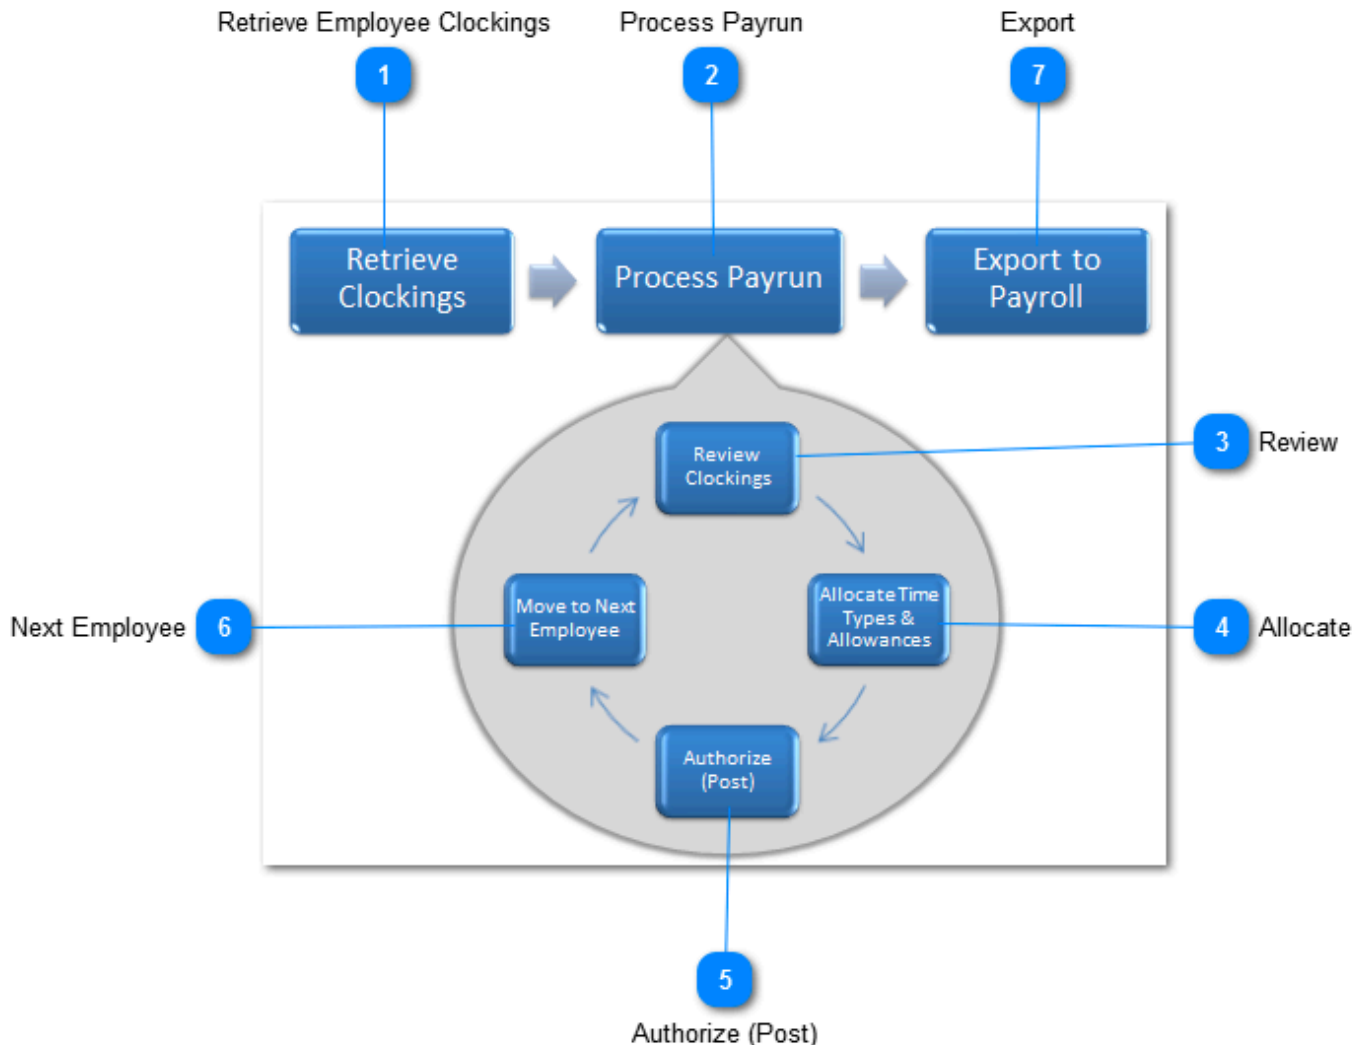 Retrieve Employee Clockings
Process Payrun
Export
1
2
7
Retrieve
Clockings
Process Payrun
Export to
Payroll
Review
Clockings
3
Review
Move to Next
Employee
Allocate Time
Types &
Allowances
Next Employee
6
4
Allocate
Authorize
(Post)
5
Authorize (Post)